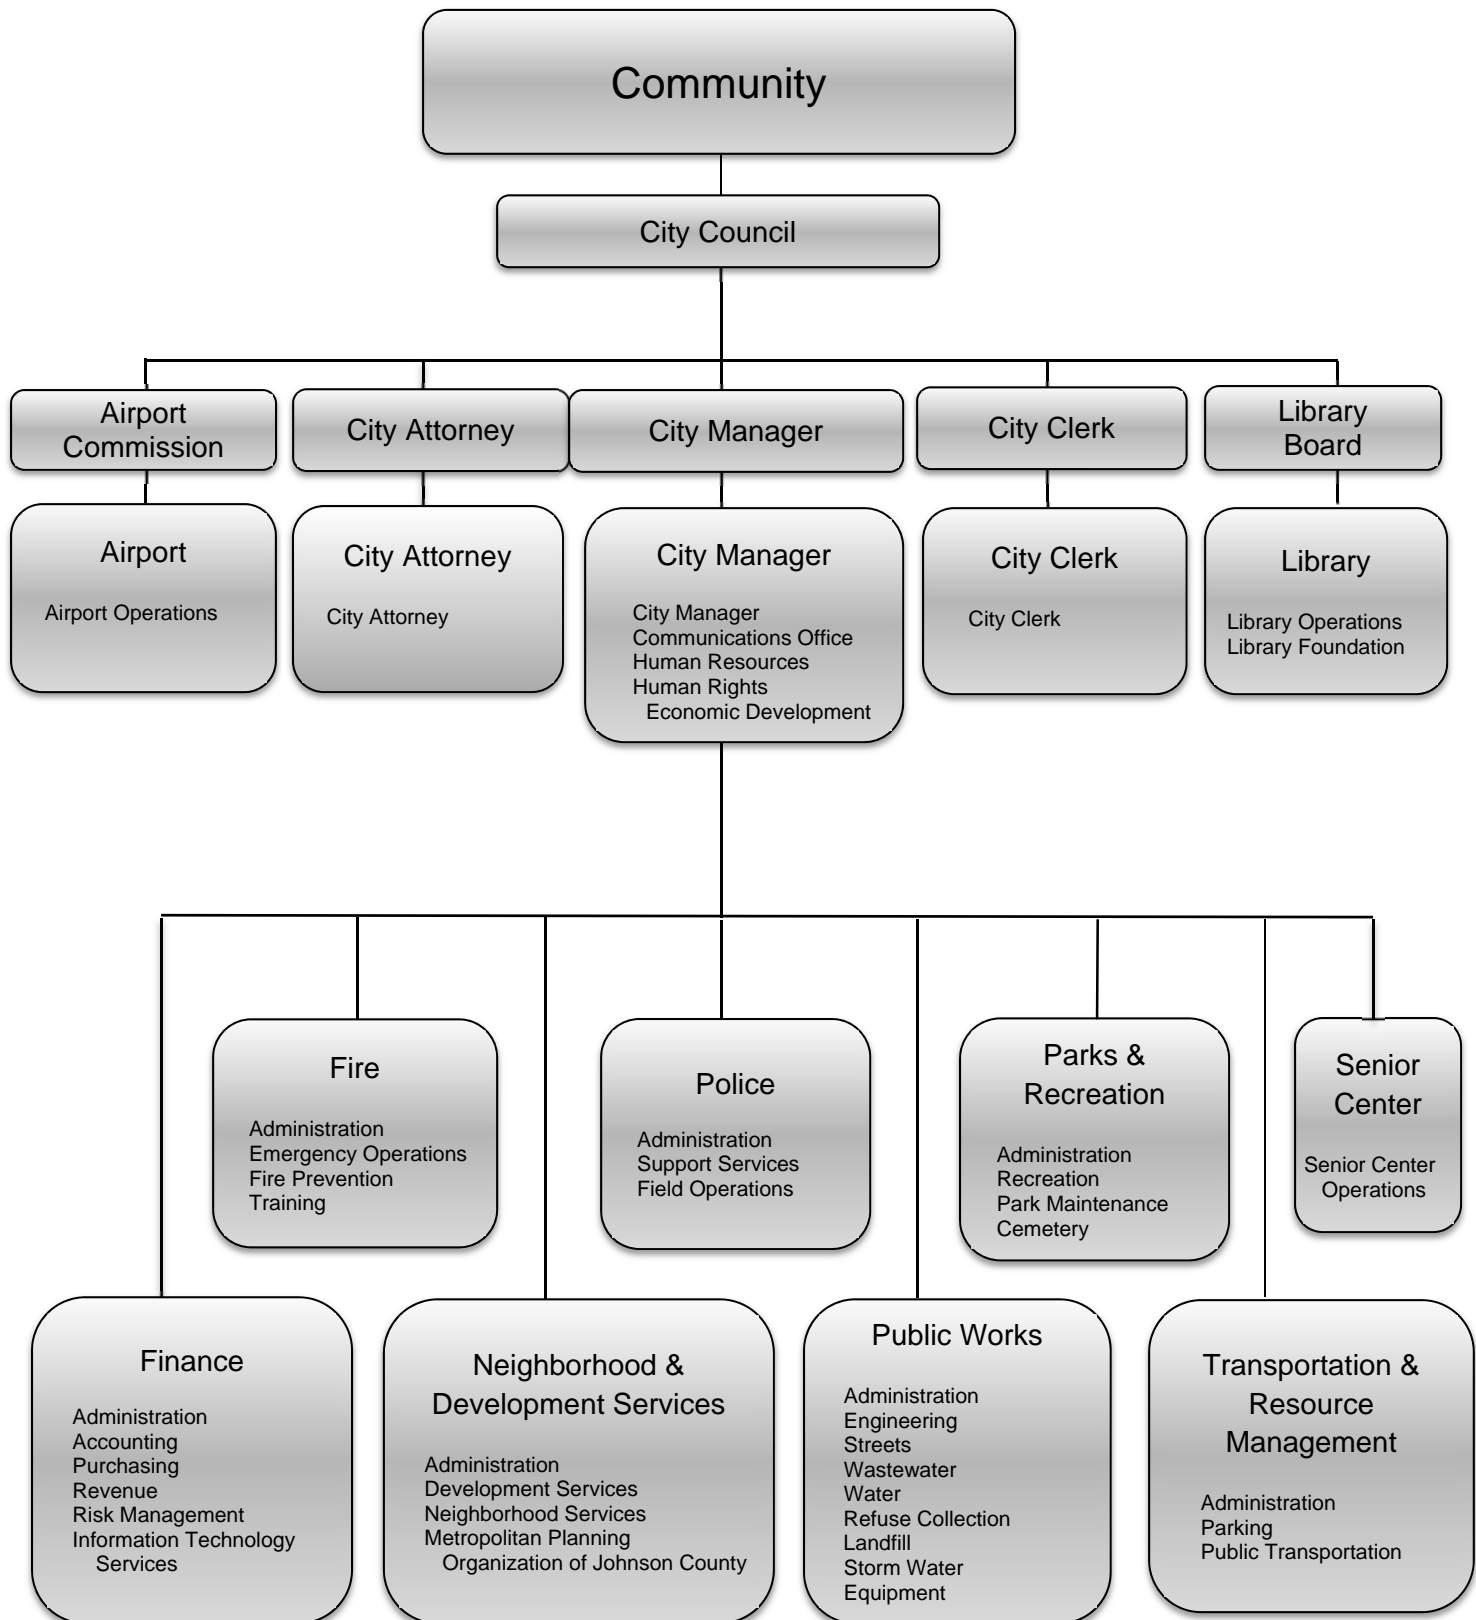 Community
City Council
Airport
Commission
City Attorney
City Manager
City Clerk
Library
Board
Airport
Airport Operations
City Attorney
City Attorney
City Manager
City Manager
Communications Office
Human Resources
Human Rights
Economic Development
City Clerk
City Clerk
Library
Library Operations
Library Foundation
Fire
Administration
Emergency Operations
Fire Prevention
Training
Police
Administration
Support Services
Field Operations
Parks &
Recreation
Administration
Recreation
Park Maintenance
Cemetery
Senior
Center
Senior Center
Operations
Finance
Administration
Accounting
Purchasing
Revenue
Risk Management
Information Technology
Services
Neighborhood &
Development Services
Administration
Development Services
Neighborhood Services
Metropolitan Planning
Organization of Johnson County
Public Works
Administration
Engineering
Streets
Wastewater
Water
Refuse Collection
Landfill
Storm Water
Equipment
Transportation &
Resource
Management
Administration
Parking
Public Transportation